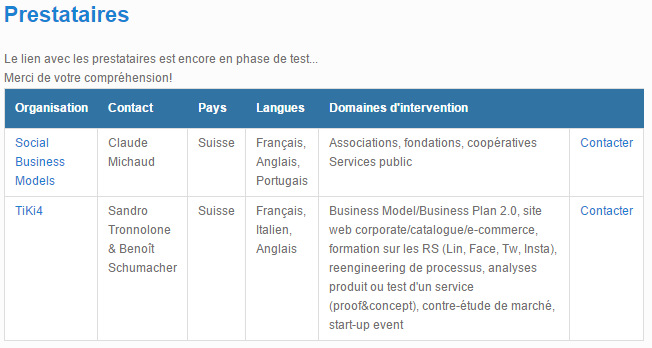 Prestataires
Le lien avec les prestataires est encore en phase de test...
Merci de votre compréhension!
Organisation Contact Pays Langues Domaines d'intervention
Social Business Models
Claude Michaud
Suisse
Français, Anglais, Portugais
Associations, fondations, coopératives
Services public
Contacter
TiKi4
Sandro Tronnolone & Benoît Schumacher
Suisse
Français, Italien, Anglais
Business Model/Business Plan 2.0, site
web corporate/catalogue/e-commerce,
formation sur les RS (Lin, Face, Tw, Insta),
reengineering de processus, analyses
produit ou test d'un service
(proof&concept), contre-étude de marché,
start-up event
Contacter